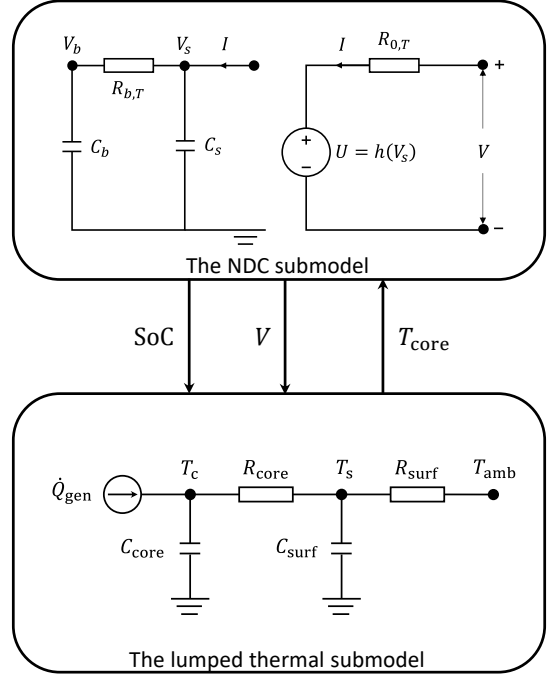 V_b V_s I I R_{0,T} +
R_{b,T}
C_b C_s + − U = h(V_s) V
−
The NDC submodel
SoC V T_core
T_c R_core T_s R_surf T_amb
Q̇_gen
C_core C_surf
The lumped thermal submodel